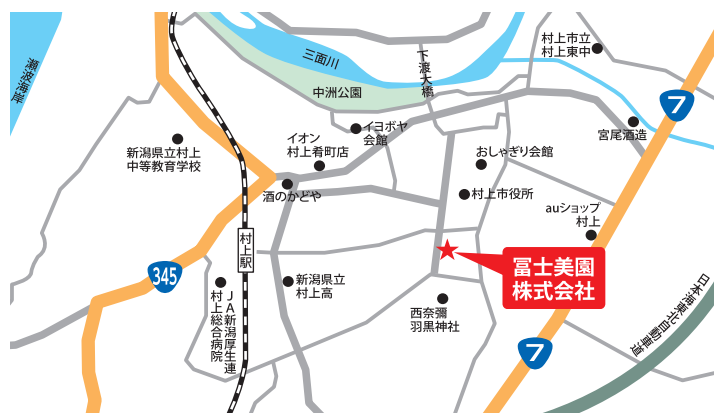 瀬波海岸
三面川
中洲公園
下渡大橋
村上市立
村上東中
7
宮尾酒造
イヨボヤ
会館
イオン
村上肴町店
新潟県立村上
中等教育学校
おしゃぎり会館
酒のかどや
村上市役所
auショップ
村上
村上駅
345
冨士美園
株式会社
新潟県立
村上高
JA新潟厚生連
村上総合病院
西奈彌
羽黒神社
7
日本海東北自動車道